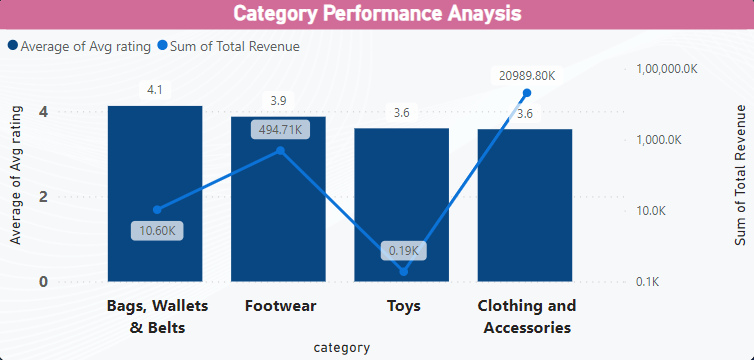 Category Performance Anaysis
Average of Avg rating Sum of Total Revenue
Average of Avg rating
4
2
0
4.1
3.9
3.6
3.6
10.60K
494.71K
0.19K
20989.80K
1,00,000.0K
1,000.0K
10.0K
0.1K
Sum of Total Revenue
Bags, Wallets
& Belts
Footwear
Toys
Clothing and
Accessories
category